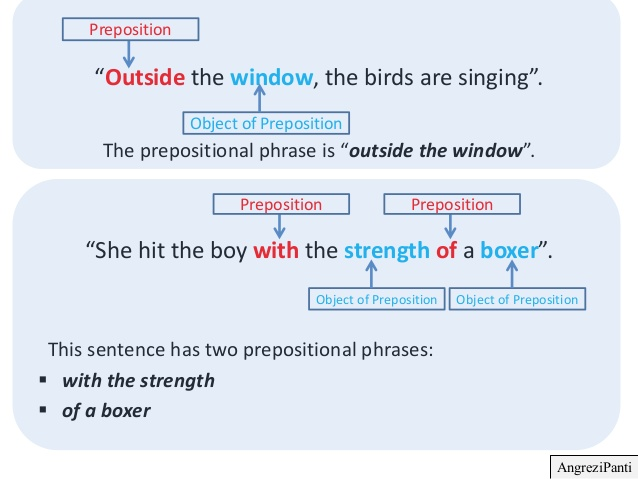 Preposition
“Outside the window, the birds are singing”.
Object of Preposition
The prepositional phrase is “outside the window”.
Preposition Preposition
“She hit the boy with the strength of a boxer”.
Object of Preposition Object of Preposition
This sentence has two prepositional phrases:
▪ with the strength
▪ of a boxer
AngreziPanti